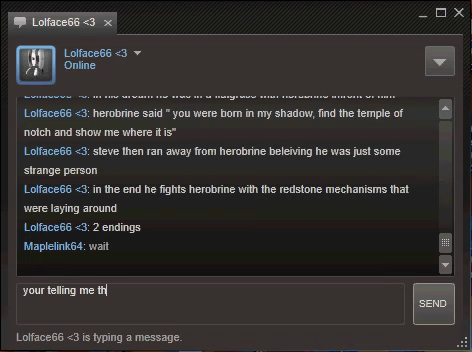 Lolface66 <3
Lolface66 <3
Online
Lolface66 <3: herobrine said " you were born in my shadow, find the temple of
notch and show me where it is"
Lolface66 <3: steve then ran away from herobrine beleiving he was just some
strange person
Lolface66 <3: in the end he fights herobrine with the redstone mechanisms that
were laying around
Lolface66 <3: 2 endings
Maplelink64: wait
your telling me th
SEND
Lolface66 <3 is typing a message.